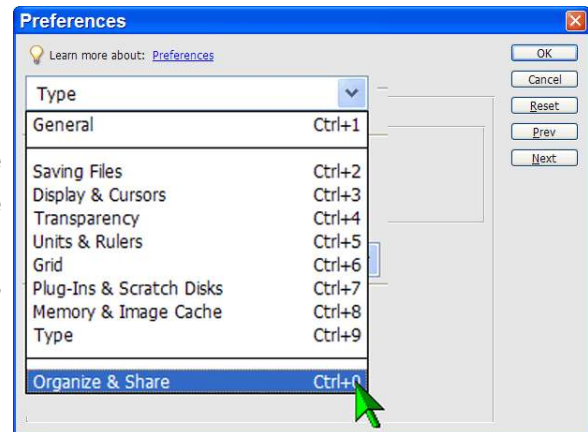 Preferences
Learn more about: Preferences
OK
Cancel
Reset
Prev
Next
Type
General Ctrl+1
Saving Files Ctrl+2
Display & Cursors Ctrl+3
Transparency Ctrl+4
Units & Rulers Ctrl+5
Grid Ctrl+6
Plug-Ins & Scratch Disks Ctrl+7
Memory & Image Cache Ctrl+8
Type Ctrl+9
Organize & Share Ctrl+0